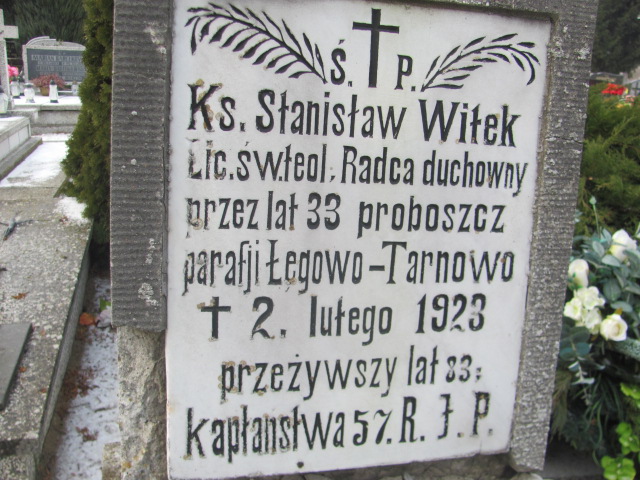 Ś. P.
Ks. Stanisław Witek
Lic.św.teol, Radca duchowny
przez lat 33 proboszcz
parafji Łęgowo-Tarnowo
† 2. lutego 1923
przeżywszy lat 83;
kapłaństwa 57. R. I. P.